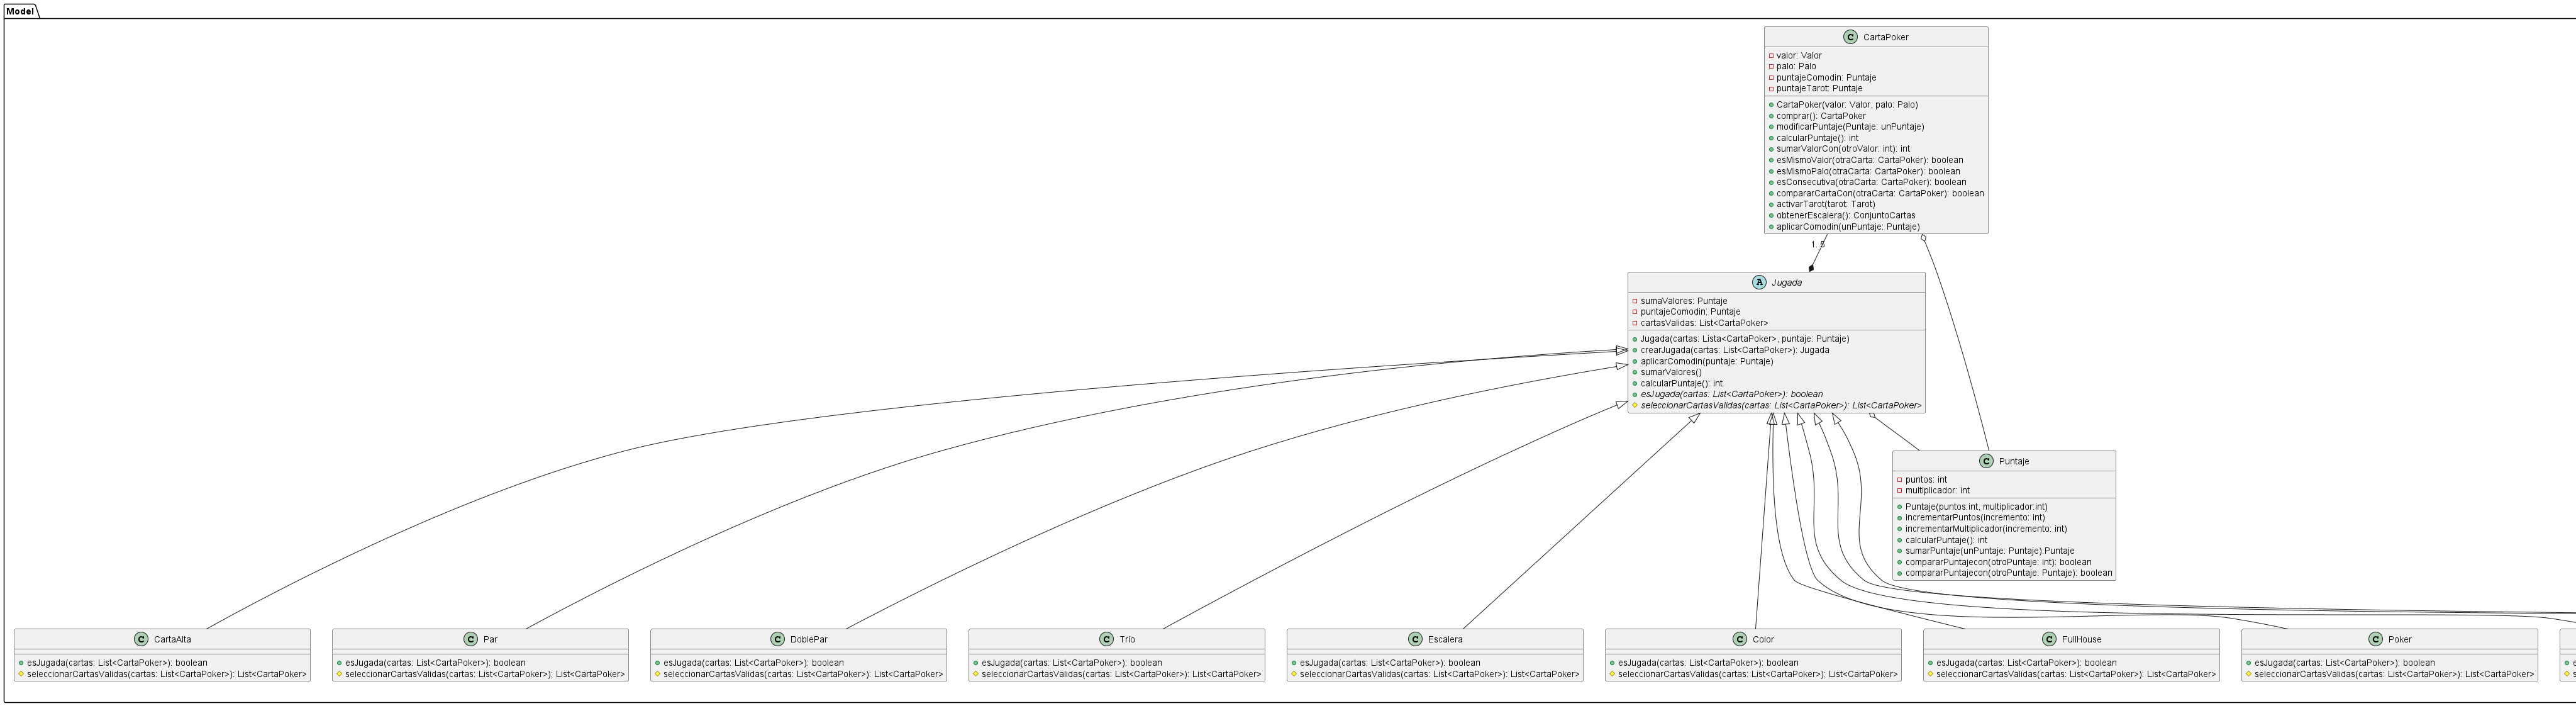 Model
CartaPoker
valor: Valor
palo: Palo
puntajeComodin: Puntaje
puntajeTarot: Puntaje
CartaPoker(valor: Valor, palo: Palo)
comprar(): CartaPoker
modificarPuntaje(Puntaje: unPuntaje)
calcularPuntaje(): int
sumarValorCon(otroValor: int): int
esMismoValor(otraCarta: CartaPoker): boolean
esMismoPalo(otraCarta: CartaPoker): boolean
esConsecutiva(otraCarta: CartaPoker): boolean
compararCartaCon(otraCarta: CartaPoker): boolean
activarTarot(tarot: Tarot)
obtenerEscalera(): ConjuntoCartas
aplicarComodin(unPuntaje: Puntaje)
1..5
Jugada
sumaValores: Puntaje
puntajeComodin: Puntaje
cartasValidas: List<CartaPoker>
Jugada(cartas: Lista<CartaPoker>, puntaje: Puntaje)
crearJugada(cartas: List<CartaPoker>): Jugada
aplicarComodin(puntaje: Puntaje)
sumarValores()
calcularPuntaje(): int
esJugada(cartas: List<CartaPoker>): boolean
seleccionarCartasValidas(cartas: List<CartaPoker>): List<CartaPoker>
Puntaje
puntos: int
multiplicador: int
Puntaje(puntos:int, multiplicador:int)
incrementarPuntos(incremento: int)
incrementarMultiplicador(incremento: int)
calcularPuntaje(): int
sumarPuntaje(unPuntaje: Puntaje):Puntaje
compararPuntajecon(otroPuntaje: int): boolean
compararPuntajecon(otroPuntaje: Puntaje): boolean
CartaAlta
esJugada(cartas: List<CartaPoker>): boolean
seleccionarCartasValidas(cartas: List<CartaPoker>): List<CartaPoker>
Par
esJugada(cartas: List<CartaPoker>): boolean
seleccionarCartasValidas(cartas: List<CartaPoker>): List<CartaPoker>
DoblePar
esJugada(cartas: List<CartaPoker>): boolean
seleccionarCartasValidas(cartas: List<CartaPoker>): List<CartaPoker>
Trio
esJugada(cartas: List<CartaPoker>): boolean
seleccionarCartasValidas(cartas: List<CartaPoker>): List<CartaPoker>
Escalera
esJugada(cartas: List<CartaPoker>): boolean
seleccionarCartasValidas(cartas: List<CartaPoker>): List<CartaPoker>
Color
esJugada(cartas: List<CartaPoker>): boolean
seleccionarCartasValidas(cartas: List<CartaPoker>): List<CartaPoker>
FullHouse
esJugada(cartas: List<CartaPoker>): boolean
seleccionarCartasValidas(cartas: List<CartaPoker>): List<CartaPoker>
Poker
esJugada(cartas: List<CartaPoker>): boolean
seleccionarCartasValidas(cartas: List<CartaPoker>): List<CartaPoker>